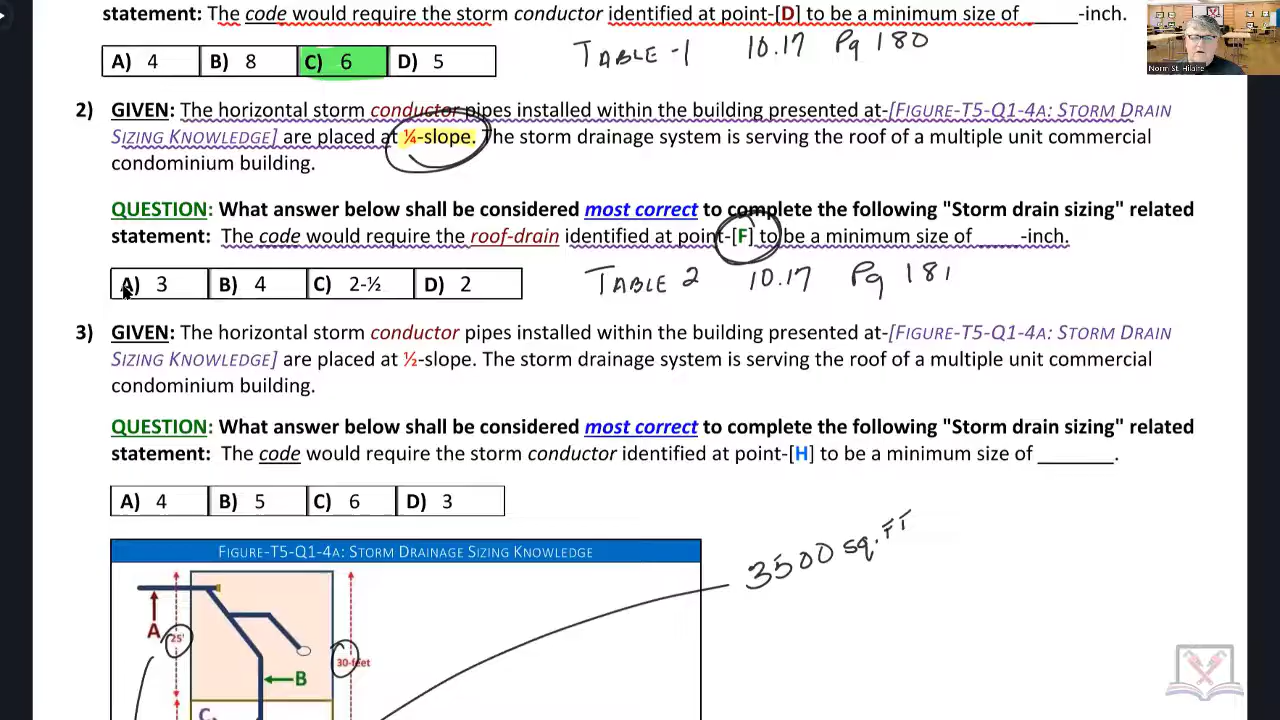 statement: The code would require the storm conductor identified at point-[D] to be a minimum size of _____-inch.
A) 4 B) 8 C) 6 D) 5
TABLE-1 10.17 Pg 180
Norm St. Hilaire
2) GIVEN: The horizontal storm conductor pipes installed within the building presented at-[FIGURE-T5-Q1-4A: STORM DRAIN
SIZING KNOWLEDGE] are placed at ¼-slope. The storm drainage system is serving the roof of a multiple unit commercial
condominium building.
QUESTION: What answer below shall be considered most correct to complete the following "Storm drain sizing" related
statement: The code would require the roof-drain identified at point-[F] to be a minimum size of ____-inch.
A) 3 B) 4 C) 2-½ D) 2
TABLE 2 10.17 Pg 181
3) GIVEN: The horizontal storm conductor pipes installed within the building presented at-[FIGURE-T5-Q1-4A: STORM DRAIN
SIZING KNOWLEDGE] are placed at ½-slope. The storm drainage system is serving the roof of a multiple unit commercial
condominium building.
QUESTION: What answer below shall be considered most correct to complete the following "Storm drain sizing" related
statement: The code would require the storm conductor identified at point-[H] to be a minimum size of _______.
A) 4 B) 5 C) 6 D) 3
FIGURE-T5-Q1-4A: STORM DRAINAGE SIZING KNOWLEDGE
3500 sq. FT
A
25'
30-feet
B
C